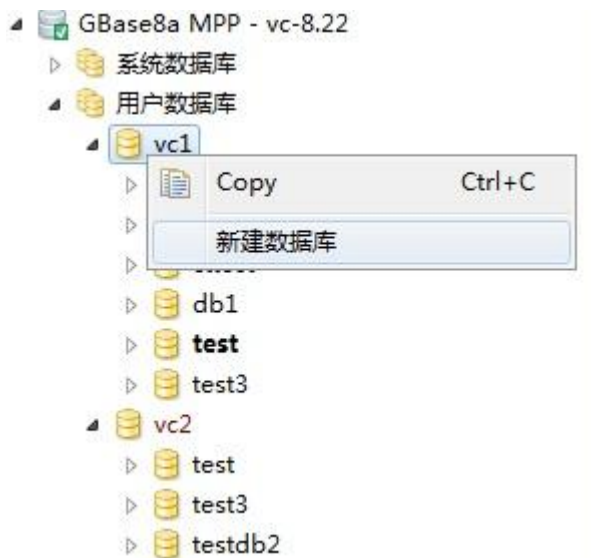 GBase8a MPP - vc-8.22
系统数据库
用户数据库
vc1
Copy Ctrl+C
新建数据库
db1
test
test3
vc2
test
test3
testdb2